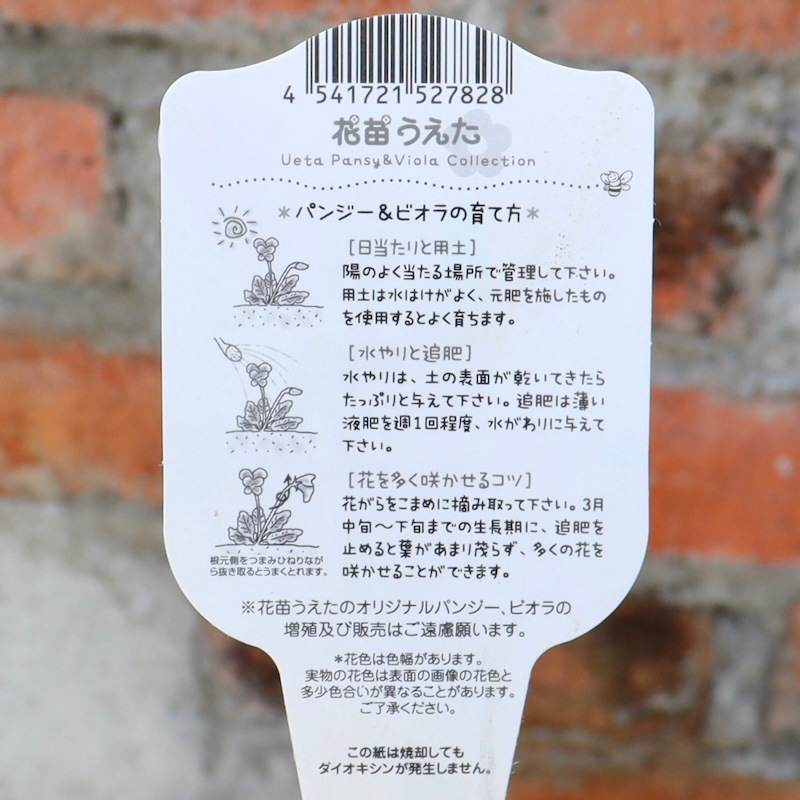 4 541721 527828
花苗うえた
Ueta Pansy&Viola Collection
*パンジー&ビオラの育て方*
[日当たりと用土]
陽のよく当たる場所で管理して下さい。
用土は水はけがよく、元肥を施したもの
を使用するとよく育ちます。
[水やりと追肥]
水やりは、土の表面が乾いてきたら
たっぷりと与えて下さい。追肥は薄い
液肥を週1回程度、水がわりに与えて
下さい。
[花を多く咲かせるコツ]
花がらをこまめに摘み取って下さい。3月
中旬〜下旬までの生長期に、追肥を
止めると葉があまり茂らず、多くの花を
咲かせることができます。
根元側をつまみひねりなが
ら抜き取るとうまくとれます。
※花苗うえたのオリジナルパンジー、ビオラの
増殖及び販売はご遠慮願います。
*花色は色幅があります。
実物の花色は表面の画像の花色と
多少色合いが異なることがあります。
ご了承ください。
この紙は焼却しても
ダイオキシンが発生しません。